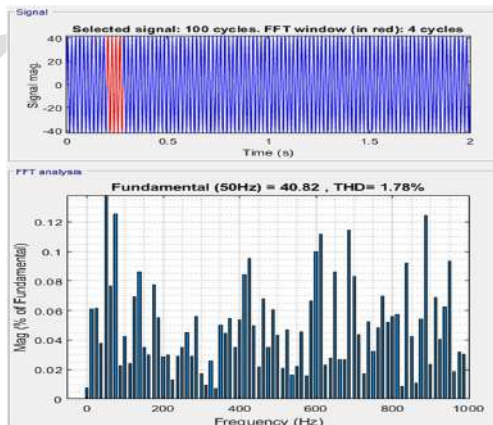 Signal
Selected signal: 100 cycles. FFT window (in red): 4 cycles
40
20
0
-20
-40
Signal mag.
0 0.5 1 1.5 2
Time (s)
FFT analysis
Fundamental (50Hz) = 40.82 , THD= 1.78%
0.12
0.1
0.08
0.06
0.04
0.02
0
Mag (% of Fundamental)
0 200 400 600 800 1000
Frequency (Hz)